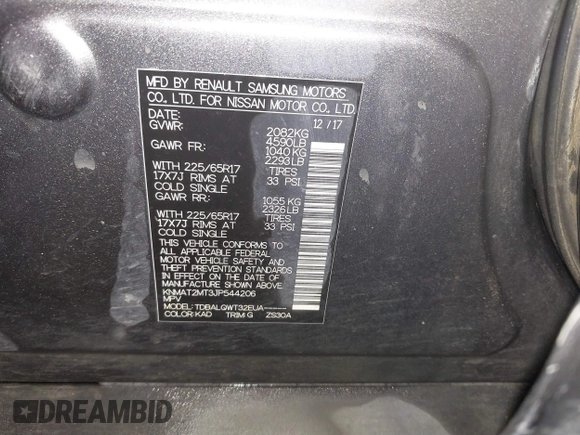 MFD BY RENAULT SAMSUNG MOTORS
CO., LTD. FOR NISSAN MOTOR CO., LTD
DATE: 12/17
GVWR: 2082KG
4590LB
GAWR FR: 1040 KG
2293LB
WITH 225/65R17 TIRES
17X7J RIMS AT 33 PSI
COLD SINGLE
GAWR RR: 1055 KG
2326LB
WITH 225/65R17 TIRES
17X7J RIMS AT 33 PSI
COLD SINGLE
THIS VEHICLE CONFORMS TO
ALL APPLICABLE FEDERAL
MOTOR VEHICLE SAFETY AND
THEFT PREVENTION STANDARDS
IN EFFECT ON THE DATE OF
MANUFACTURE SHOWN ABOVE.
KNMAT2MT3JP544206
MPV
MODEL: TDBALQWT32EUA-----
COLOR:KAD TRIM:G ZS30A
DREAMBID